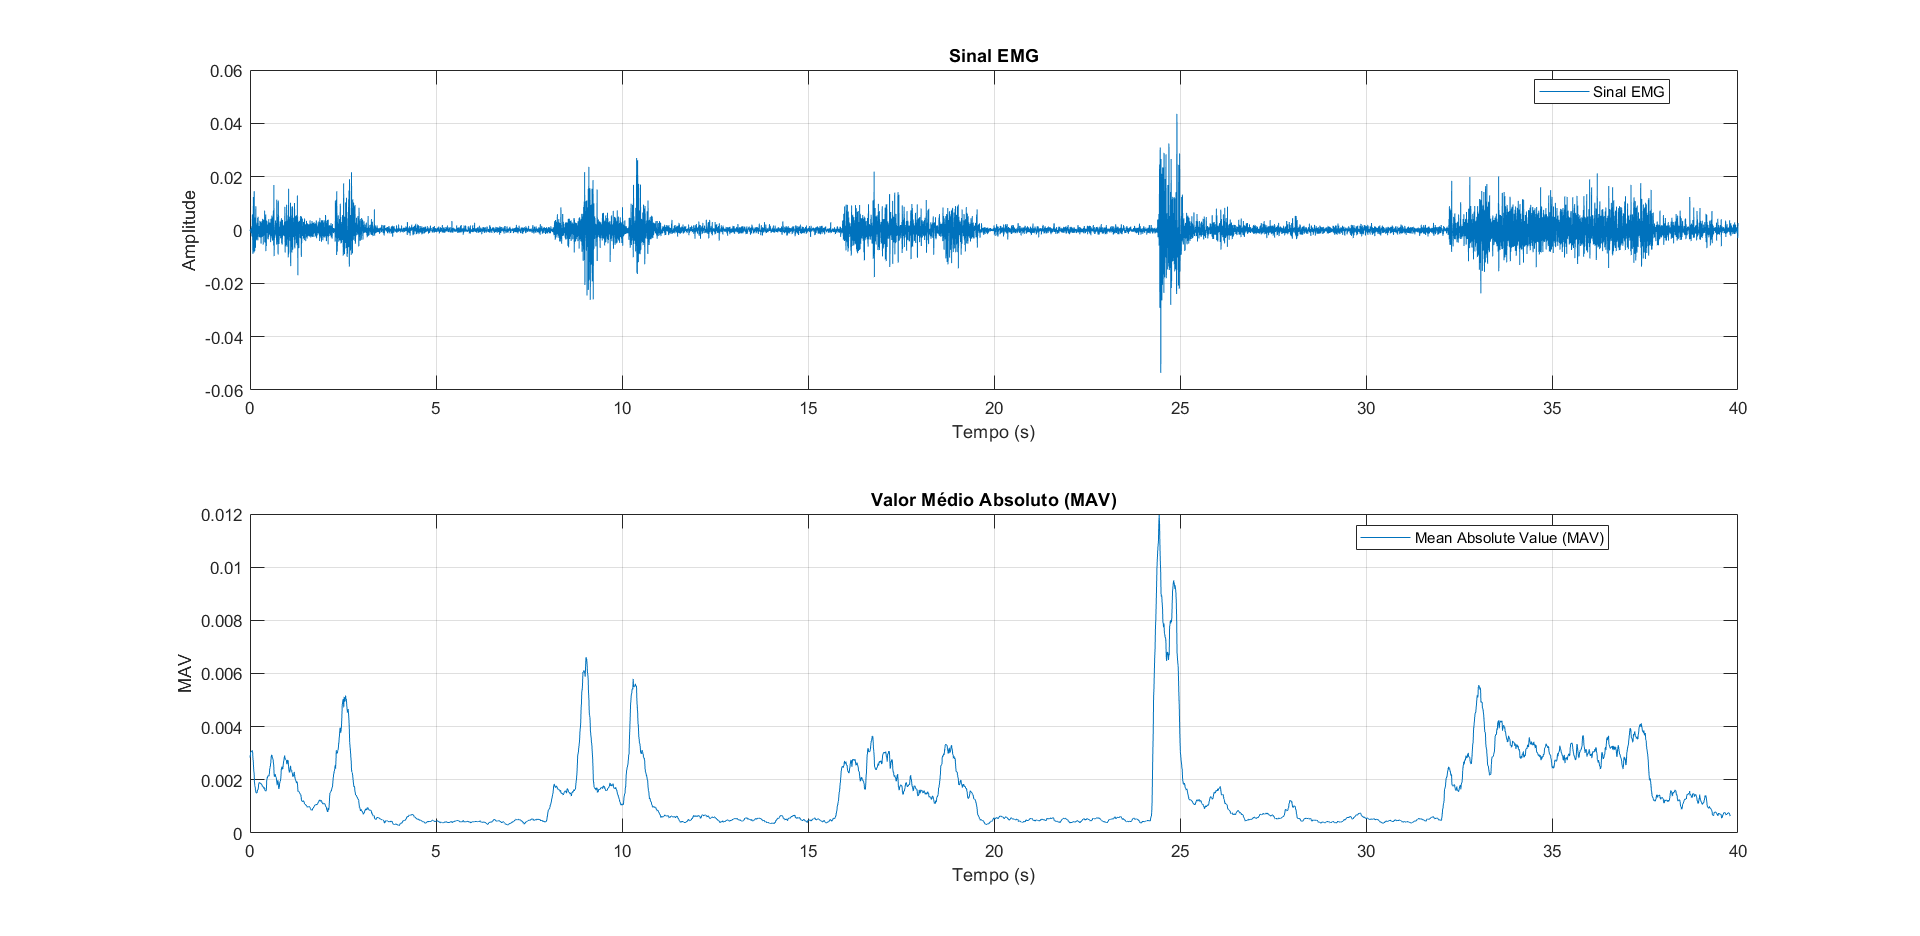 Sinal EMG
Sinal EMG
Amplitude
0.06
0.04
0.02
0
-0.02
-0.04
-0.06
0 5 10 15 20 25 30 35 40
Tempo (s)
Valor Médio Absoluto (MAV)
Mean Absolute Value (MAV)
MAV
0.012
0.01
0.008
0.006
0.004
0.002
0
0 5 10 15 20 25 30 35 40
Tempo (s)